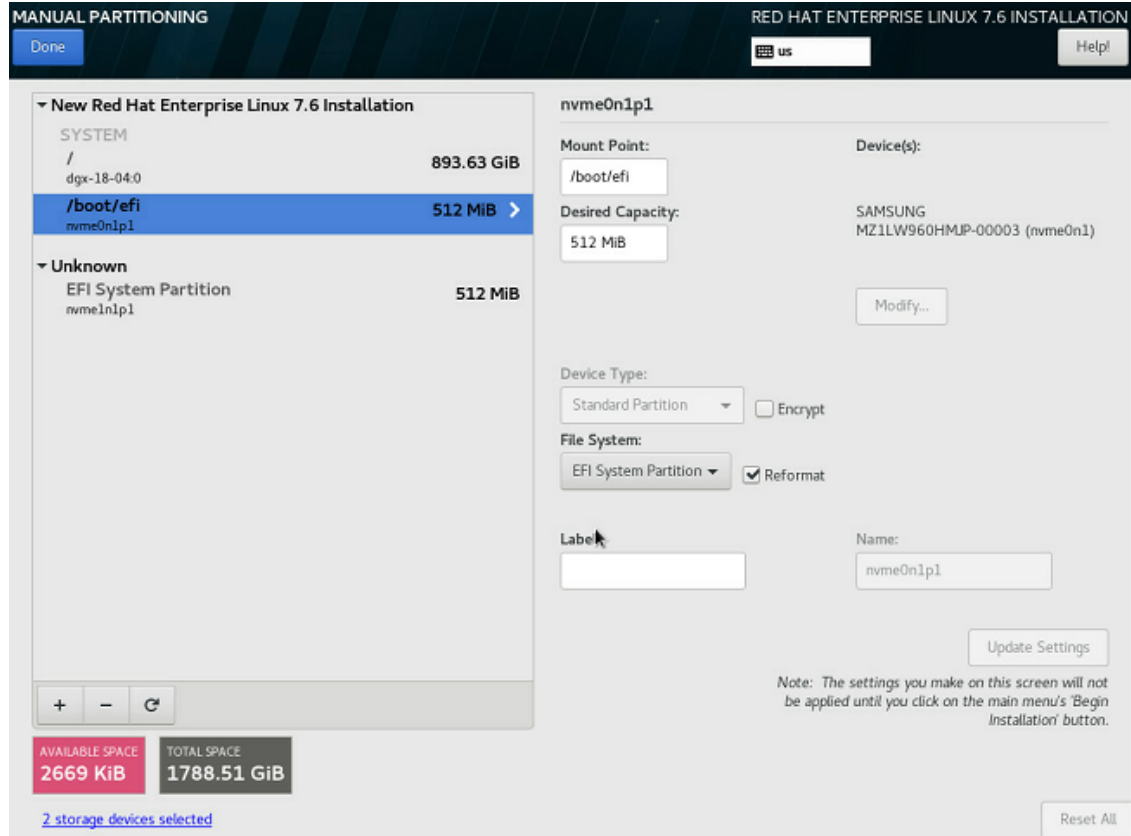 MANUAL PARTITIONING
RED HAT ENTERPRISE LINUX 7.6 INSTALLATION
Done
us
Help!
New Red Hat Enterprise Linux 7.6 Installation
SYSTEM
/
893.63 GiB
dgx-18-04:0
/boot/efi
512 MiB
nvme0n1p1
Unknown
EFI System Partition
512 MiB
nvme1n1p1
+ −
AVAILABLE SPACE
2669 KiB
TOTAL SPACE
1788.51 GiB
2 storage devices selected
nvme0n1p1
Mount Point:
/boot/efi
Device(s):
Desired Capacity:
512 MiB
SAMSUNG
MZ1LW960HMJP-00003 (nvme0n1)
Modify...
Device Type:
Standard Partition
Encrypt
File System:
EFI System Partition
Reformat
Label
Name:
nvme0n1p1
Update Settings
Note: The settings you make on this screen will not
be applied until you click on the main menu's 'Begin
Installation' button.
Reset All